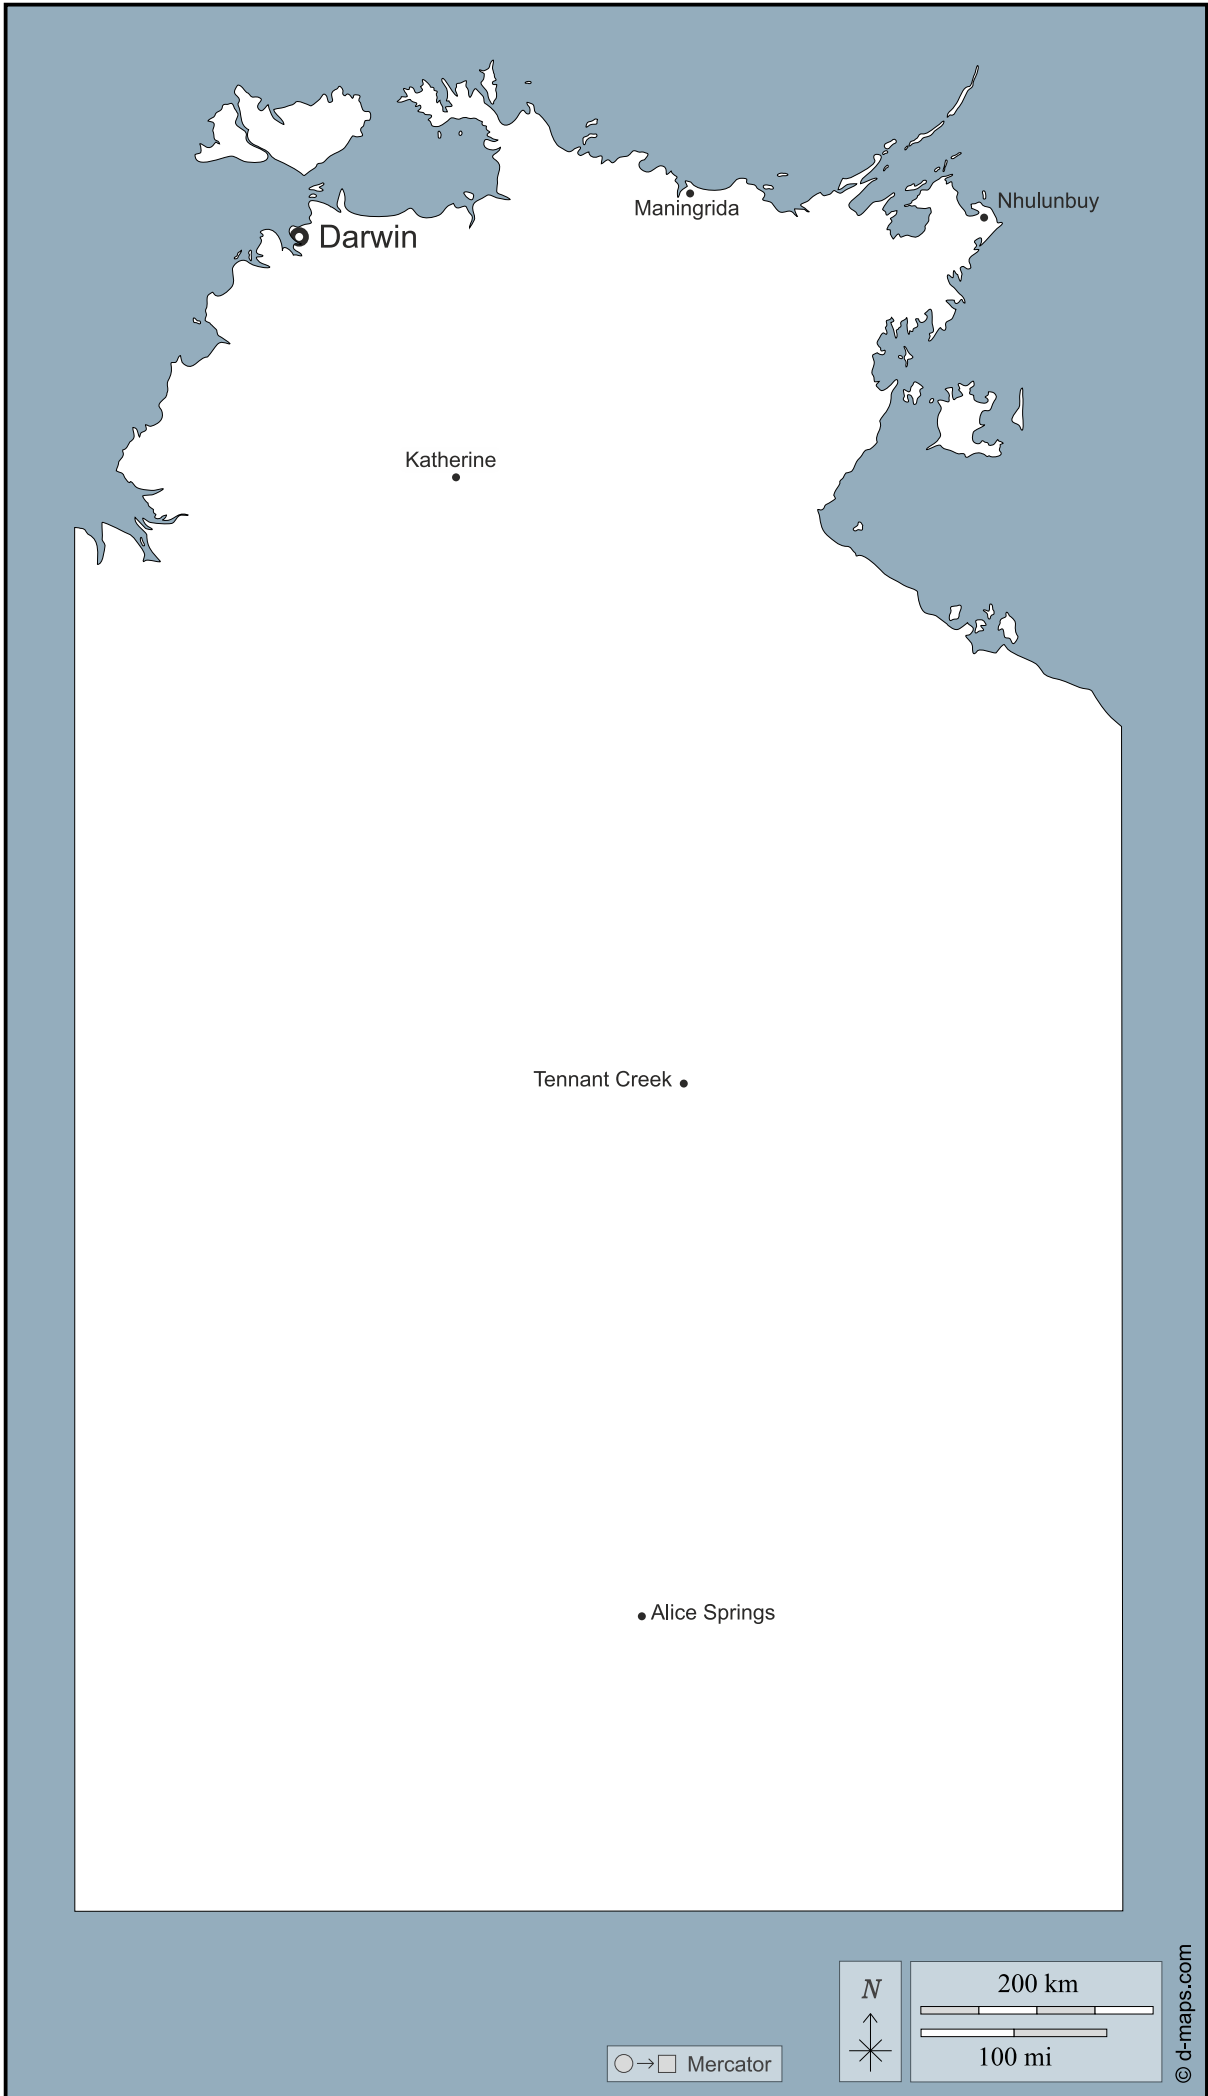 Maningrida
Nhulunbuy
Darwin
Katherine
Tennant Creek
Alice Springs
N
200 km
100 mi
Mercator
© d-maps.com